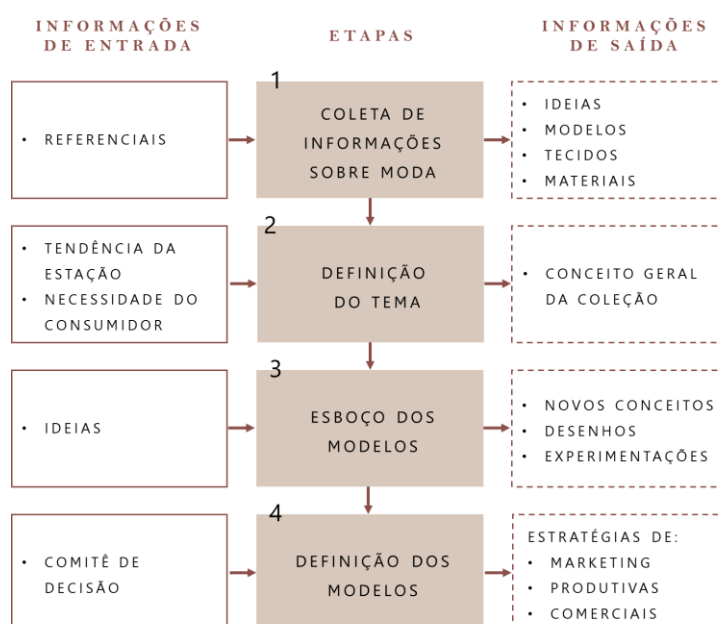 INFORMAÇÕES
DE ENTRADA
ETAPAS
INFORMAÇÕES
DE SAÍDA
• REFERENCIAIS
1
COLETA DE
INFORMAÇÕES
SOBRE MODA
• IDEIAS
• MODELOS
• TECIDOS
• MATERIAIS
• TENDÊNCIA DA
ESTAÇÃO
• NECESSIDADE DO
CONSUMIDOR
2
DEFINIÇÃO
DO TEMA
• CONCEITO GERAL
DA COLEÇÃO
• IDEIAS
3
ESBOÇO DOS
MODELOS
• NOVOS CONCEITOS
• DESENHOS
• EXPERIMENTAÇÕES
• COMITÊ DE
DECISÃO
4
DEFINIÇÃO DOS
MODELOS
ESTRATÉGIAS DE:
• MARKETING
• PRODUTIVAS
• COMERCIAIS